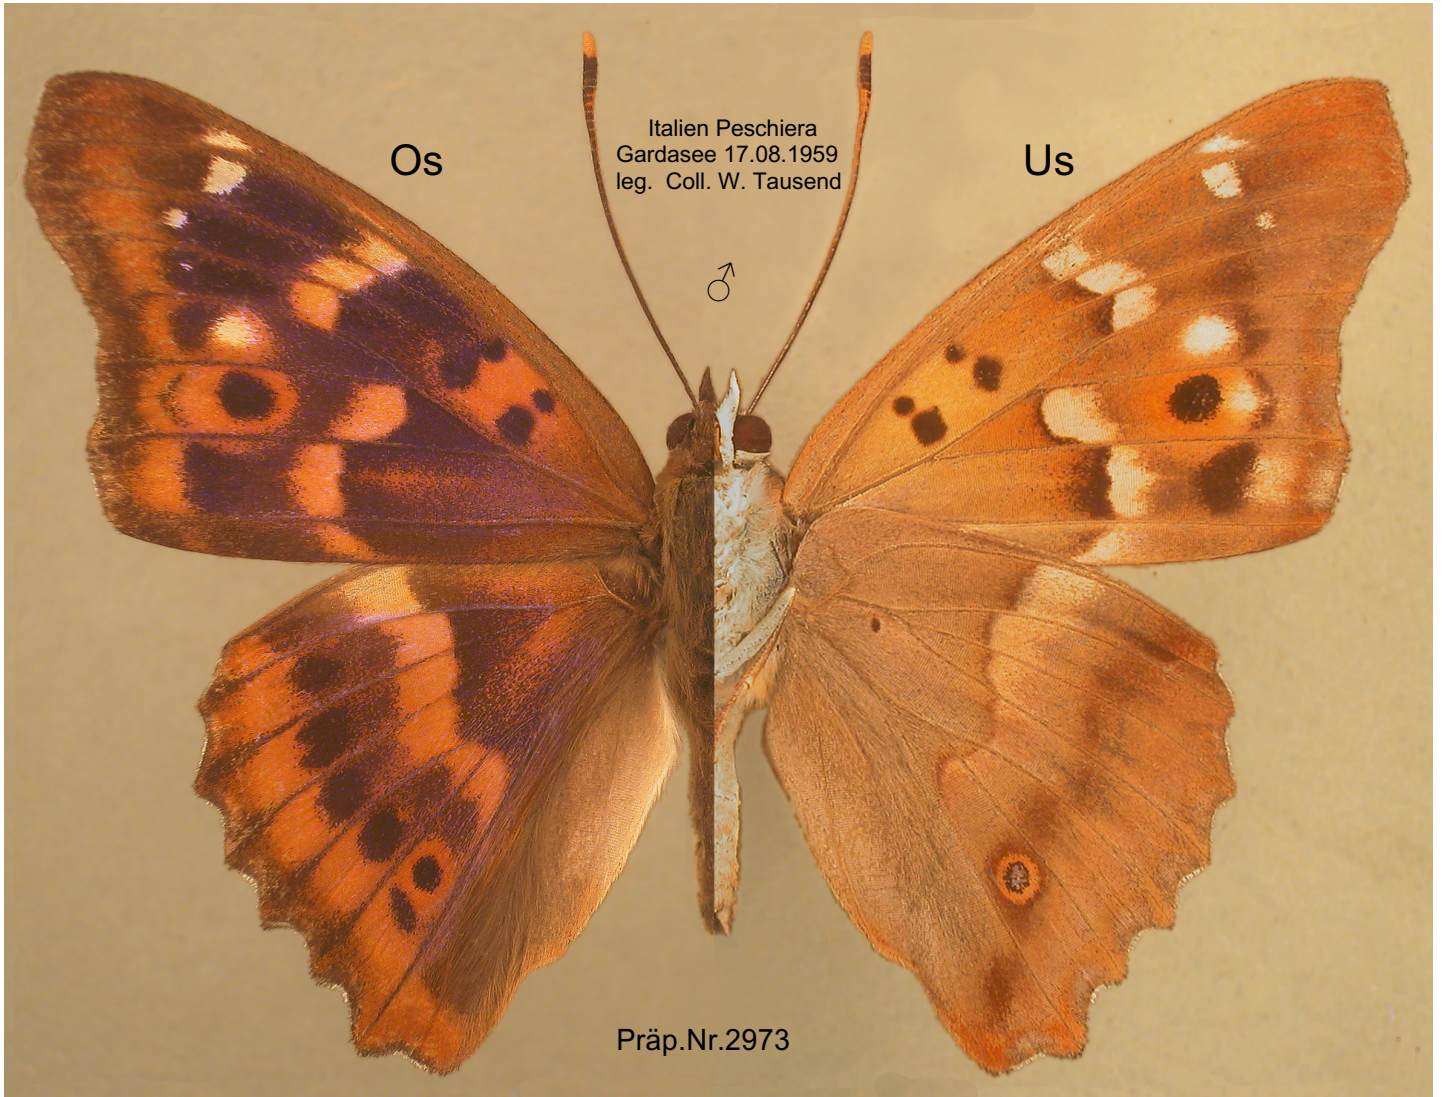 Os
Italien Peschiera
Gardasee 17.08.1959
leg. Coll. W. Tausend
Us
♂
Präp.Nr.2973